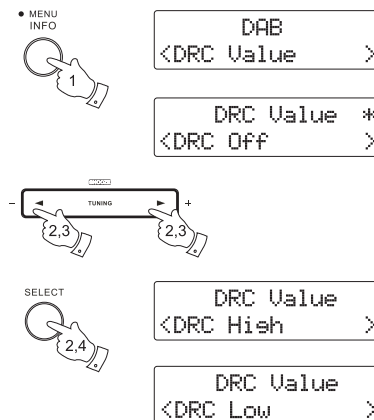 ● MENU
INFO
1
DAB
<DRC Value >
DRC Value *
<DRC Off >
– ◄ TUNING ► +
2,3
2,3
SELECT
2,4
DRC Value
<DRC High >
DRC Value
<DRC Low >